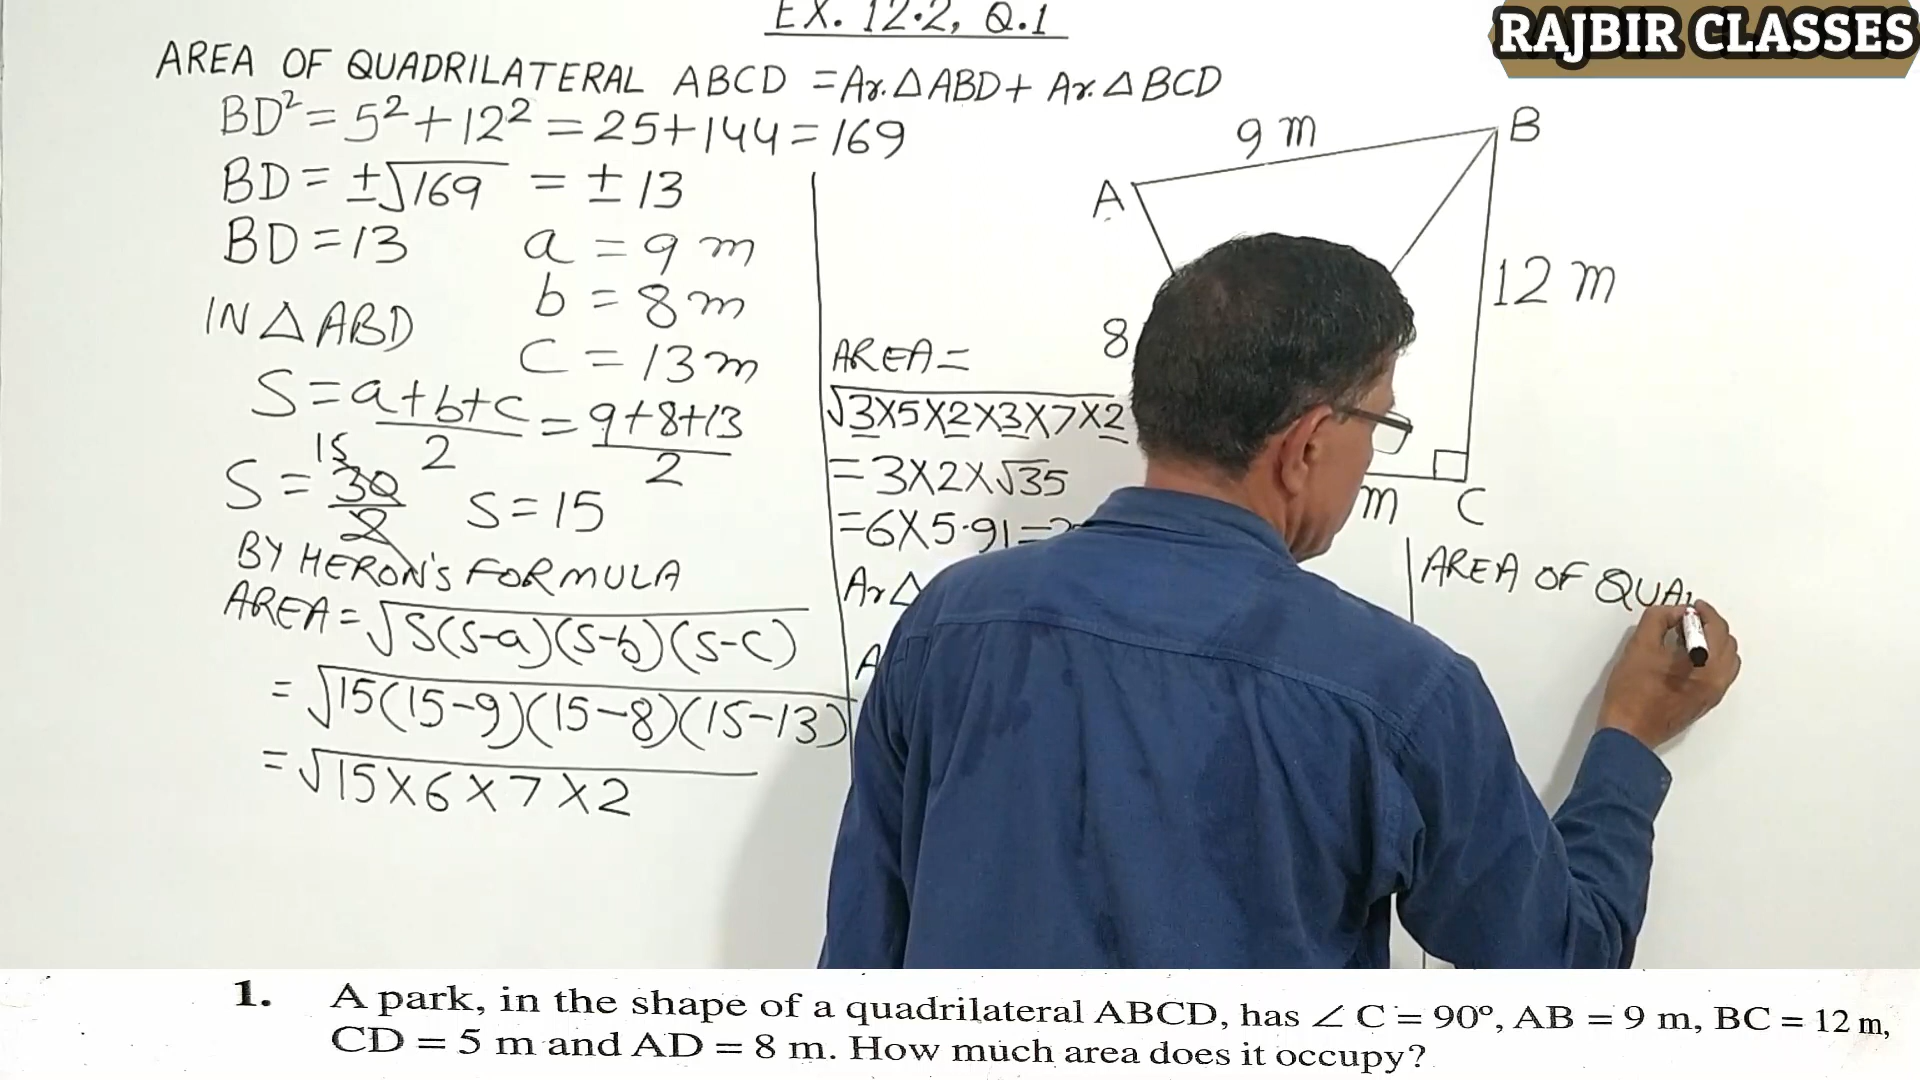 EX. 12.2, Q.1
RAJBIR CLASSES
AREA OF QUADRILATERAL ABCD = Ar. △ ABD + Ar. △ BCD
BD² = 5² + 12² = 25 + 144 = 169
BD = ±√169 = ± 13
BD = 13
a = 9 m
b = 8 m
C = 13 m
IN △ ABD
S = a+b+c/2 = 9+8+13/2
15
S = 30/2 S = 15
BY HERON'S FORMULA
AREA = √S(S-a)(S-b)(S-c)
= √15(15-9)(15-8)(15-13)
= √15 × 6 × 7 × 2
AREA =
√3×5×2×3×7×2
= 3×2×√35
= 6×5.91 =
Ar △
A
9 m
B
A
12 m
8
m
C
AREA OF QUA
1. A park, in the shape of a quadrilateral ABCD, has ∠ C = 90°, AB = 9 m, BC = 12 m,
CD = 5 m and AD = 8 m. How much area does it occupy?